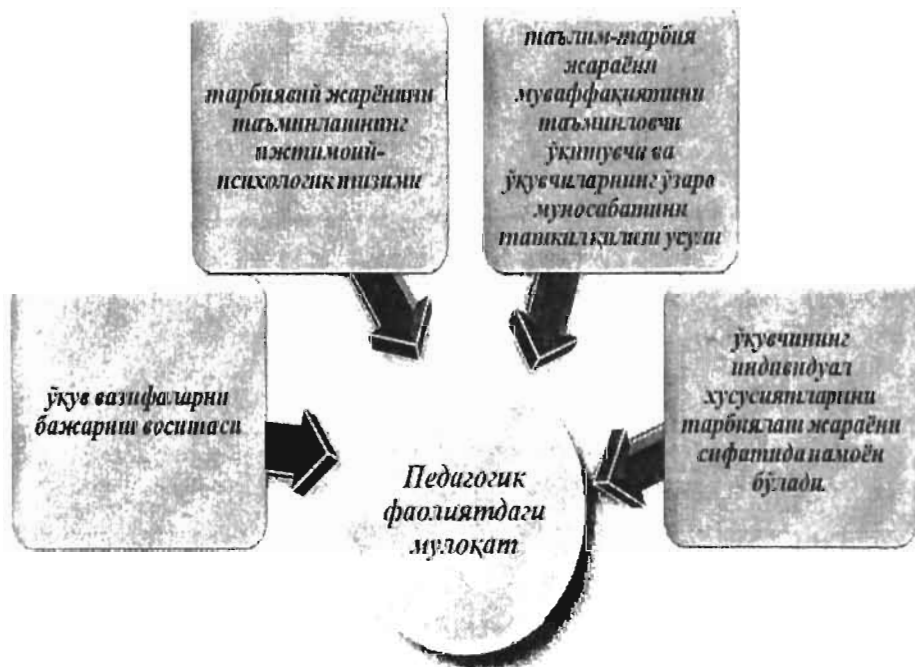 тарбиявий жарёнини
таъминлашнинг
ижтимоий-
психологик тизими
таълим-тарбия
жараёни
муваффақиятини
таъминловчи
ўқитувчи ва
ўқувчиларнинг ўзаро
муносабатини
ташкил қилиш усули
ўқув вазифаларни
бажариш воситаси
ўқувчининг
индивидуал
хусусиятларини
тарбиялаш жараёни
сифатида намоён
бўлади.
Педагогик
фаолиятдаги
мулоқат